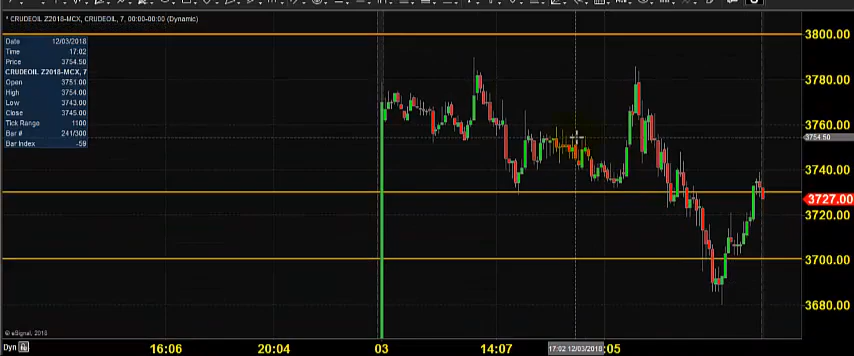 * CRUDEOIL Z2018-MCX, CRUDEOIL, 7, 00:00-00:00 (Dynamic)
Date 12/03/2018
Time 17:02
Price 3754.50
CRUDEOIL Z2018-MCX, 7
Open 3751.00
High 3754.00
Low 3743.00
Close 3745.00
Tick Range 1100
Bar # 241/300
Bar Index -59
3800.00
3780.00
3760.00
3754.50
3740.00
3727.00
3720.00
3700.00
3680.00
© eSignal, 2018
Dyn
16:06
20:04
03
14:07
17:02 12/03/2018
:05